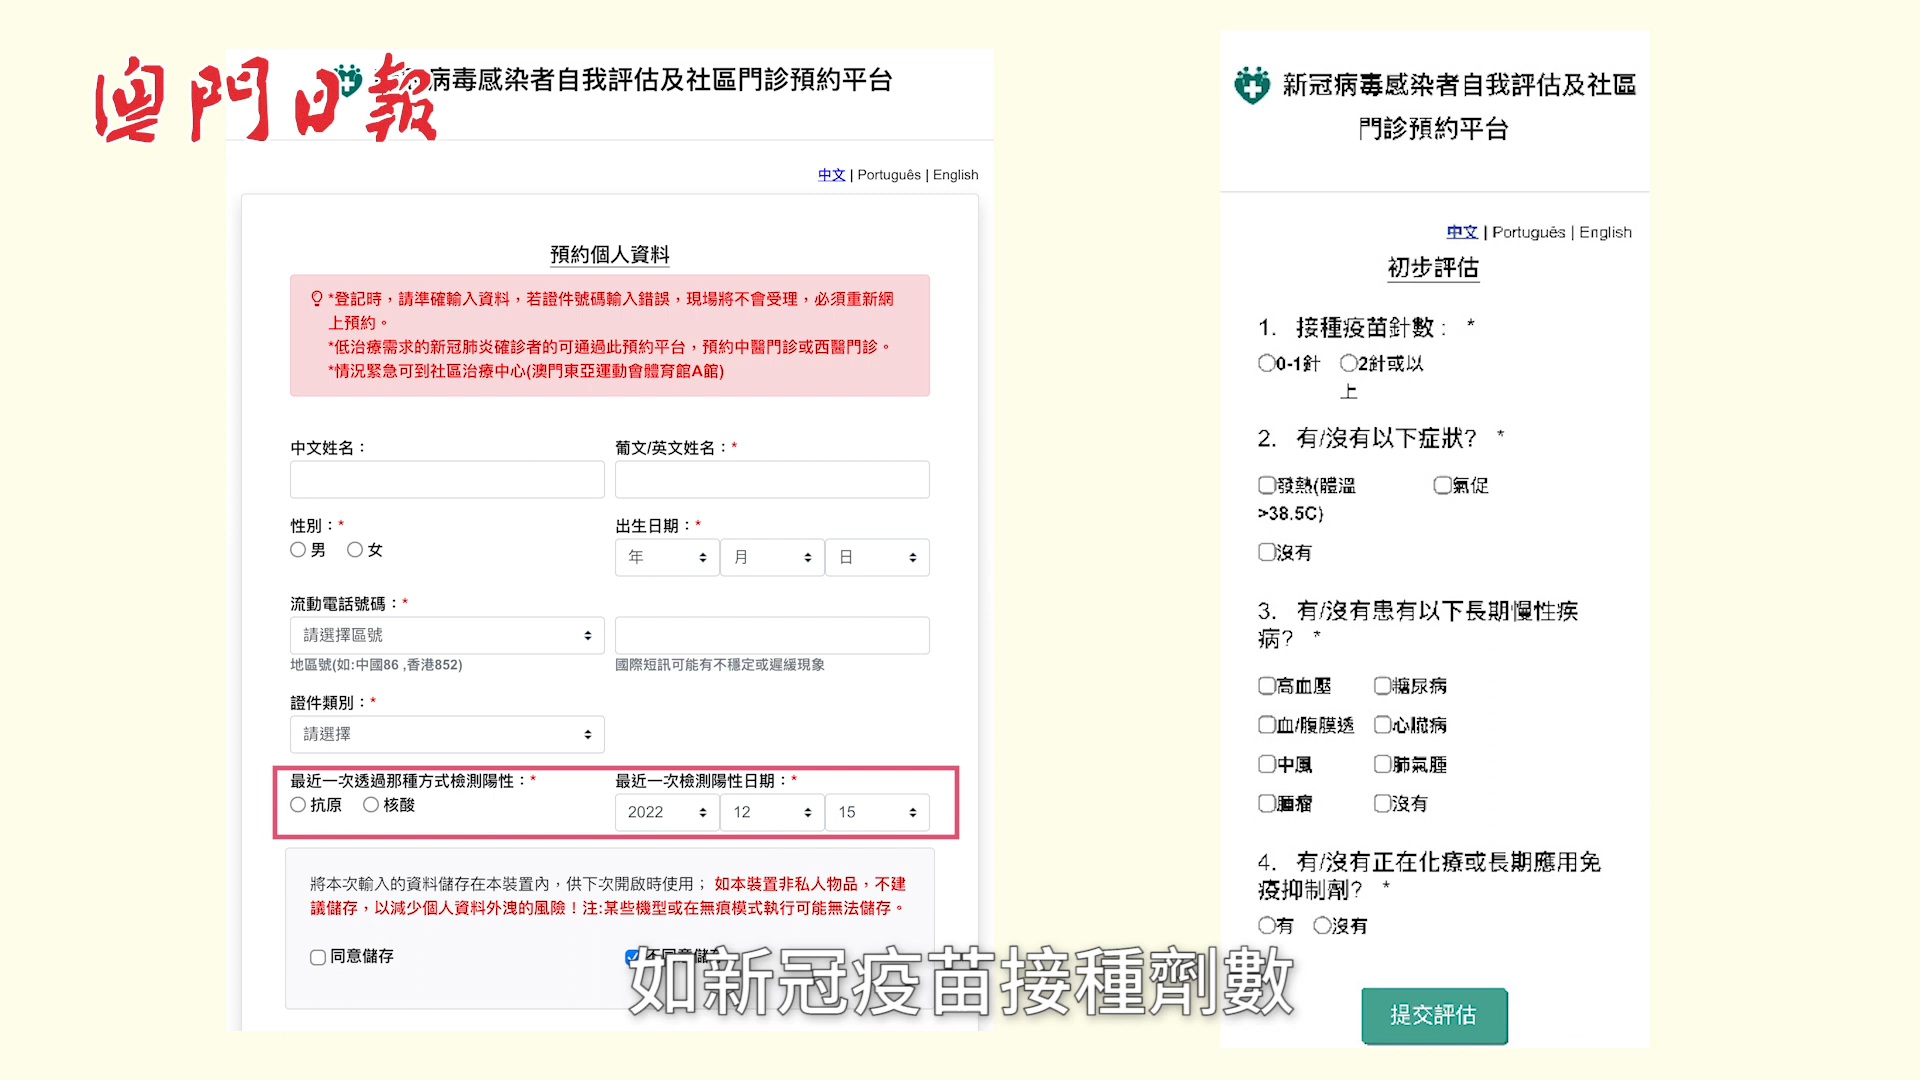 澳門日報
病毒感染者自我評估及社區門診預約平台
中文 | Português | English
預約個人資料
*登記時，請準確輸入資料，若證件號碼輸入錯誤，現場將不會受理，必須重新網
上預約。
*低治療需求的新冠肺炎確診者的可通過此預約平台，預約中醫門診或西醫門診。
*情況緊急可到社區治療中心(澳門東亞運動會體育館A館)
中文姓名：
葡文/英文姓名：*
性別：*
男 女
出生日期：*
年 月 日
流動電話號碼：*
請選擇區號
地區號(如:中國86 ,香港852)
國際短訊可能有不穩定或遲緩現象
證件類別：*
請選擇
最近一次透過那種方式檢測陽性：*
抗原 核酸
最近一次檢測陽性日期：*
2022 12 15
將本次輸入的資料儲存在本裝置內，供下次開啟時使用； 如本裝置非私人物品，不建
議儲存，以減少個人資料外洩的風險！注:某些機型或在無痕模式執行可能無法儲存。
同意儲存
不同意儲存
新冠病毒感染者自我評估及社區
門診預約平台
中文 | Português | English
初步評估
1. 接種疫苗針數： *
0-1針 2針或以
上
2. 有/沒有以下症狀? *
發熱(體溫 氣促
>38.5C)
沒有
3. 有/沒有患有以下長期慢性疾
病? *
高血壓 糖尿病
血/腹膜透 心臟病
中風 肺氣腫
腫瘤 沒有
4. 有/沒有正在化療或長期應用免
疫抑制劑? *
有 沒有
提交評估
如新冠疫苗接種劑數